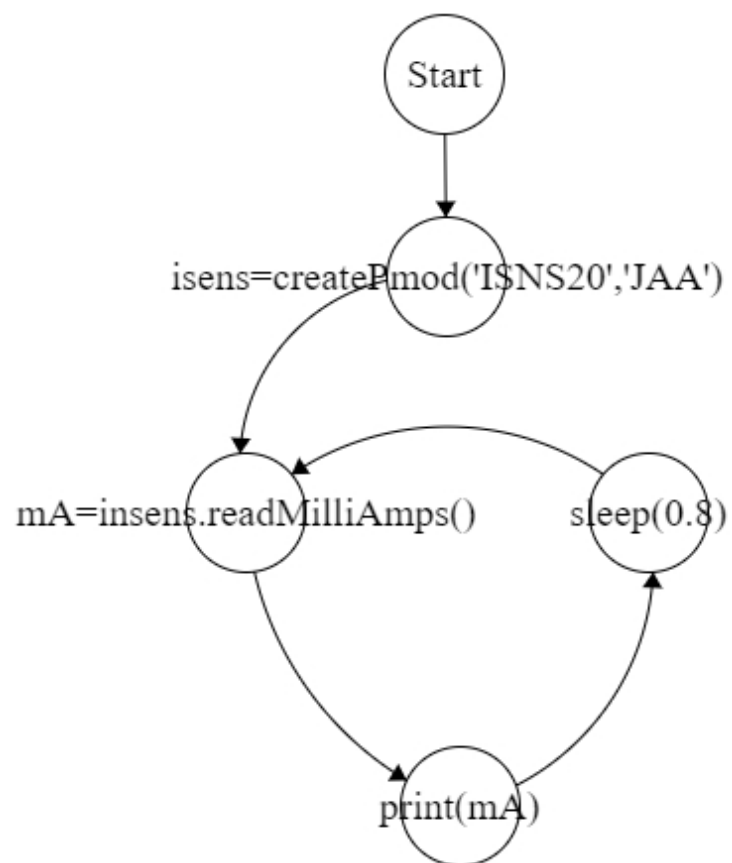 Start
isens=createPmod('ISNS20','JAA')
mA=insens.readMilliAmps()
sleep(0.8)
print(mA)